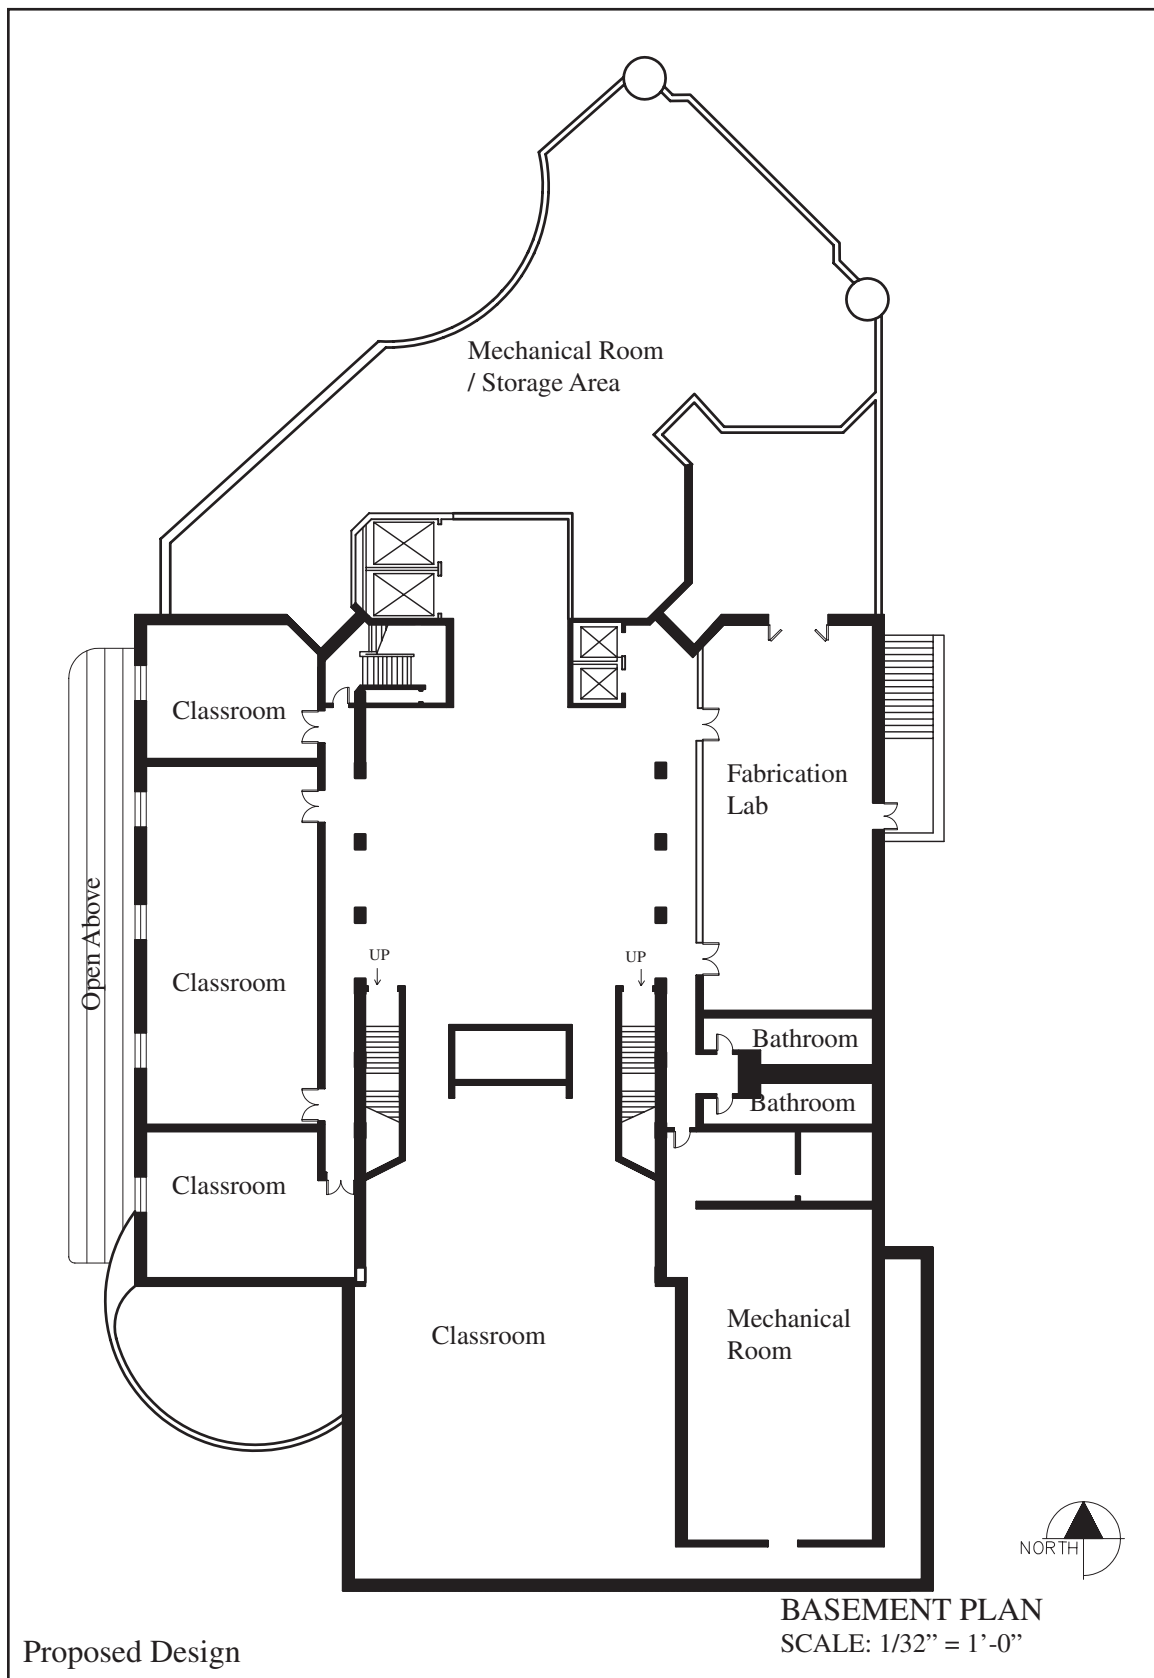 Mechanical Room
/ Storage Area
Classroom
Fabrication
Lab
Open Above
UP
UP
Classroom
Bathroom
Bathroom
Classroom
Mechanical
Room
Classroom
NORTH
BASEMENT PLAN
SCALE: 1/32” = 1’-0”
Proposed Design